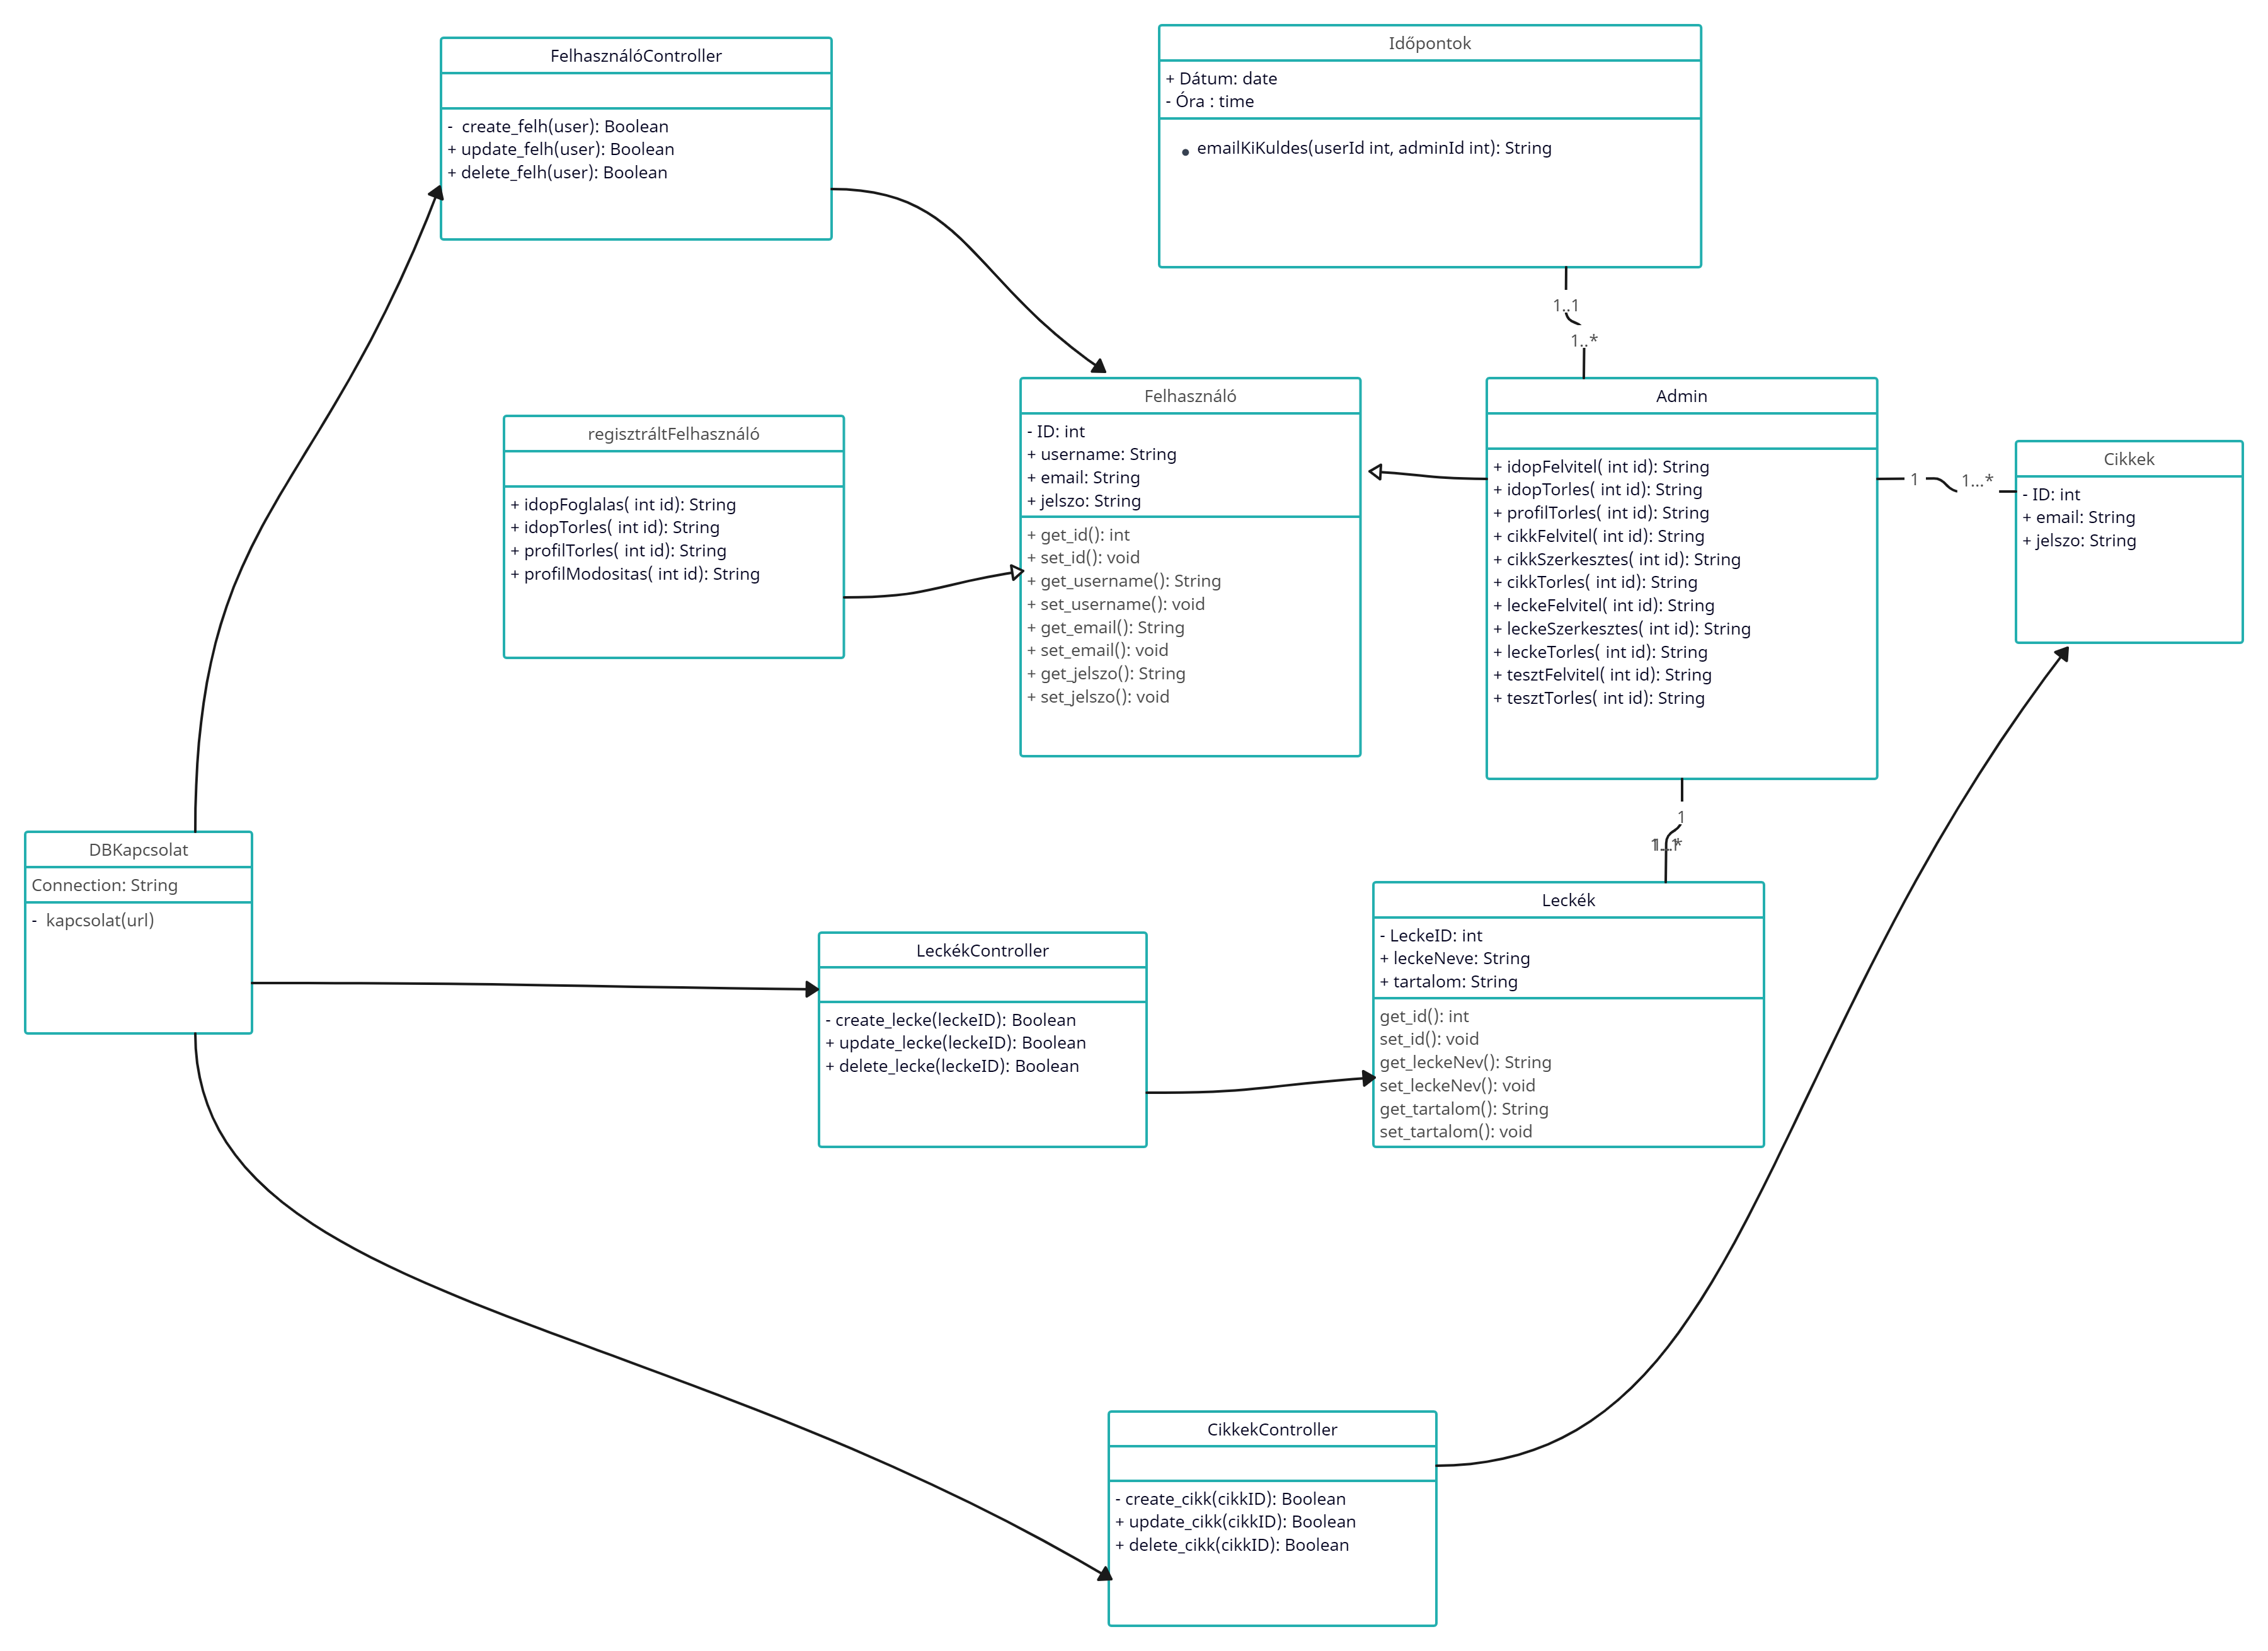 FelhasználóController
-  create_felh(user): Boolean
+ update_felh(user): Boolean
+ delete_felh(user): Boolean
Időpontok
+ Dátum: date
- Óra : time
• emailKiKuldes(userId int, adminId int): String
1..1
1..*
regisztráltFelhasználó
+ idopFoglalas( int id): String
+ idopTorles( int id): String
+ profilTorles( int id): String
+ profilModositas( int id): String
Felhasználó
- ID: int
+ username: String
+ email: String
+ jelszo: String
+ get_id(): int
+ set_id(): void
+ get_username(): String
+ set_username(): void
+ get_email(): String
+ set_email(): void
+ get_jelszo(): String
+ set_jelszo(): void
Admin
+ idopFelvitel( int id): String
+ idopTorles( int id): String
+ profilTorles( int id): String
+ cikkFelvitel( int id): String
+ cikkSzerkesztes( int id): String
+ cikkTorles( int id): String
+ leckeFelvitel( int id): String
+ leckeSzerkesztes( int id): String
+ leckeTorles( int id): String
+ tesztFelvitel( int id): String
+ tesztTorles( int id): String
1
1...*
Cikkek
- ID: int
+ email: String
+ jelszo: String
1
DBKapcsolat
Connection: String
-  kapcsolat(url)
LeckékController
- create_lecke(leckeID): Boolean
+ update_lecke(leckeID): Boolean
+ delete_lecke(leckeID): Boolean
Leckék
- LeckeID: int
+ leckeNeve: String
+ tartalom: String
get_id(): int
set_id(): void
get_leckeNev(): String
set_leckeNev(): void
get_tartalom(): String
set_tartalom(): void
CikkekController
- create_cikk(cikkID): Boolean
+ update_cikk(cikkID): Boolean
+ delete_cikk(cikkID): Boolean